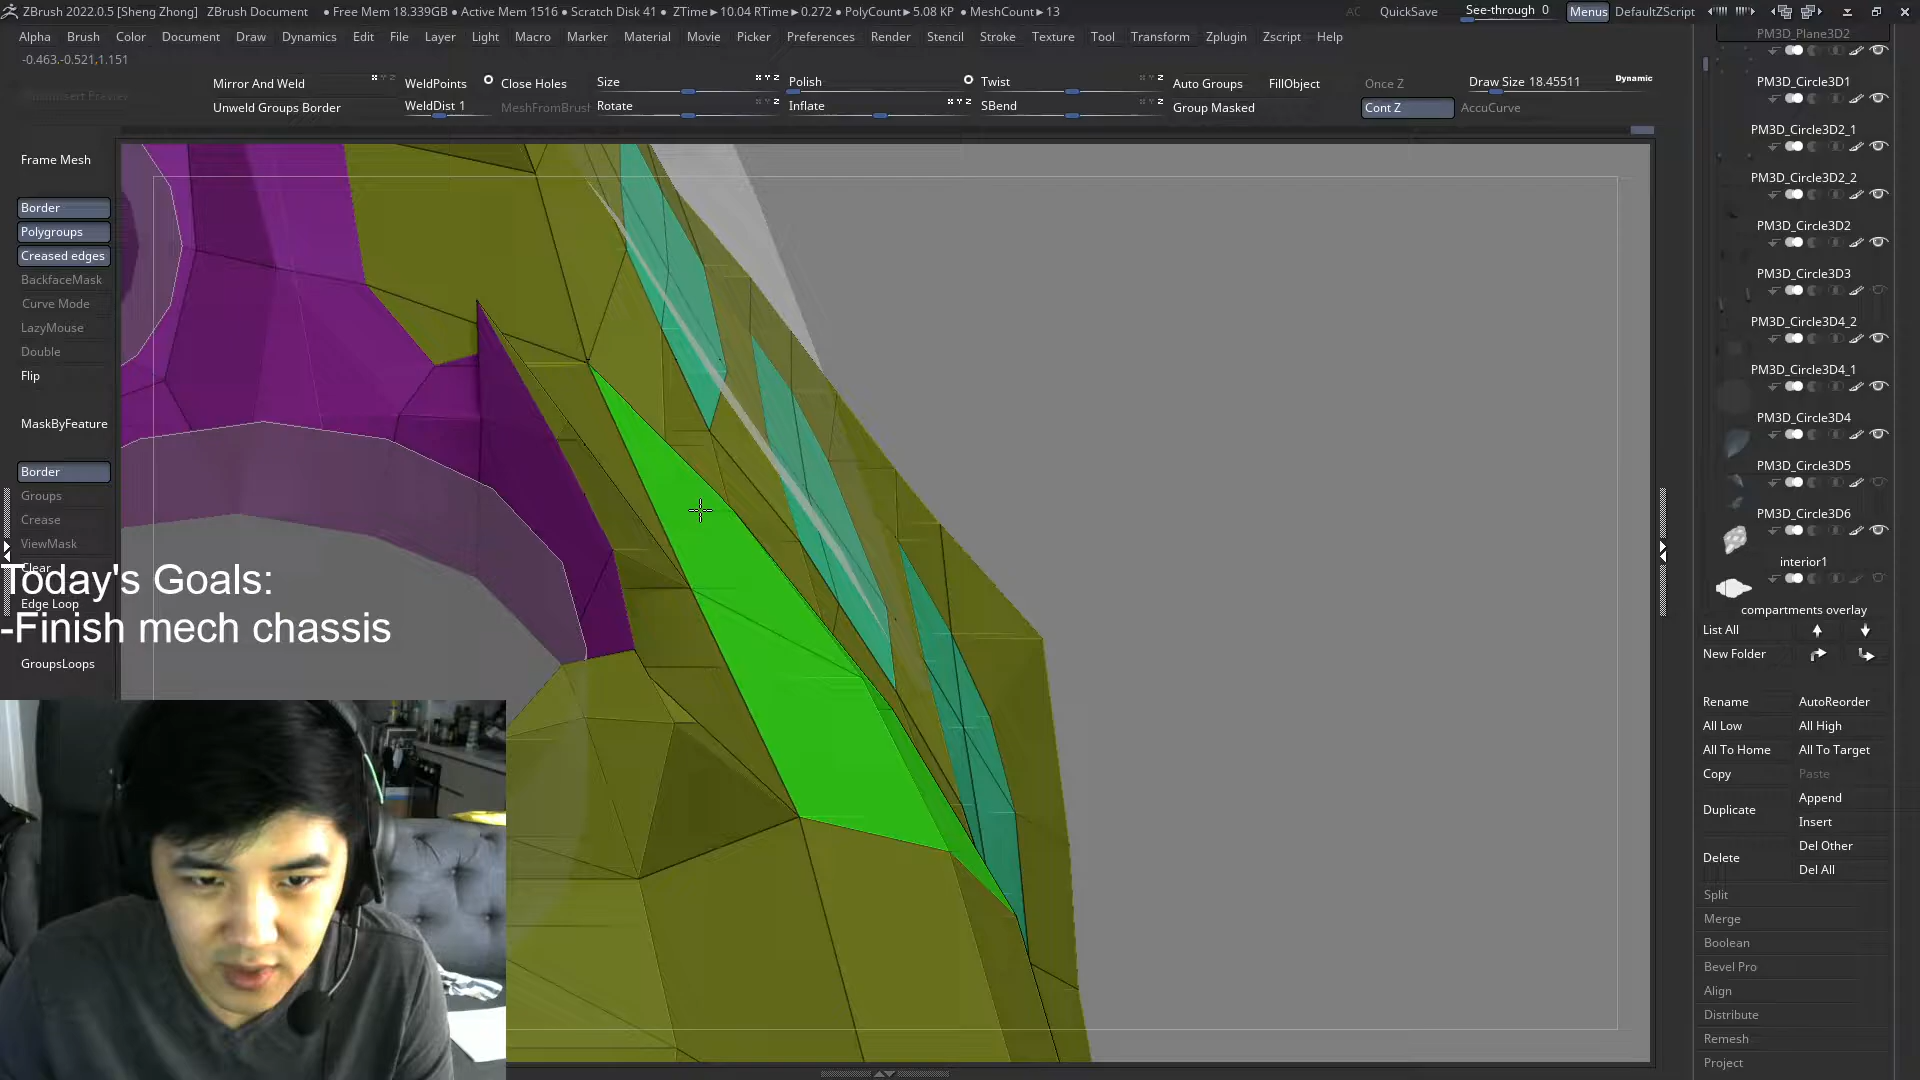 ZBrush 2022.0.5 [Sheng Zhong] ZBrush Document • Free Mem 18.339GB • Active Mem 1516 • Scratch Disk 41 • ZTime▸10.04 RTime▸0.272 • PolyCount▸5.08 KP • MeshCount▸13 AC QuickSave See-through 0 Menus DefaultZScript
Alpha Brush Color Document Draw Dynamics Edit File Layer Light Macro Marker Material Movie Picker Preferences Render Stencil Stroke Texture Tool Transform Zplugin Zscript Help
-0.463,-0.521,1.151
Mirror And Weld WeldPoints Close Holes Size Polish Twist Auto Groups FillObject Once Z Draw Size 18.45511 Dynamic
Unweld Groups Border WeldDist 1 MeshFromBrush Rotate Inflate SBend Group Masked Cont Z AccuCurve
Frame Mesh
Border
Polygroups
Creased edges
BackfaceMask
Curve Mode
LazyMouse
Double
Flip
MaskByFeature
Border
Groups
Crease
ViewMask
Clear
Today's Goals:
Edge Loop
-Finish mech chassis
GroupsLoops
PM3D_Plane3D2
PM3D_Circle3D1
PM3D_Circle3D2_1
PM3D_Circle3D2_2
PM3D_Circle3D2
PM3D_Circle3D3
PM3D_Circle3D4_2
PM3D_Circle3D4_1
PM3D_Circle3D4
PM3D_Circle3D5
PM3D_Circle3D6
interior1
compartments overlay
List All
New Folder
Rename AutoReorder
All Low All High
All To Home All To Target
Copy Paste
Append
Duplicate
Insert
Del Other
Delete
Del All
Split
Merge
Boolean
Bevel Pro
Align
Distribute
Remesh
Project